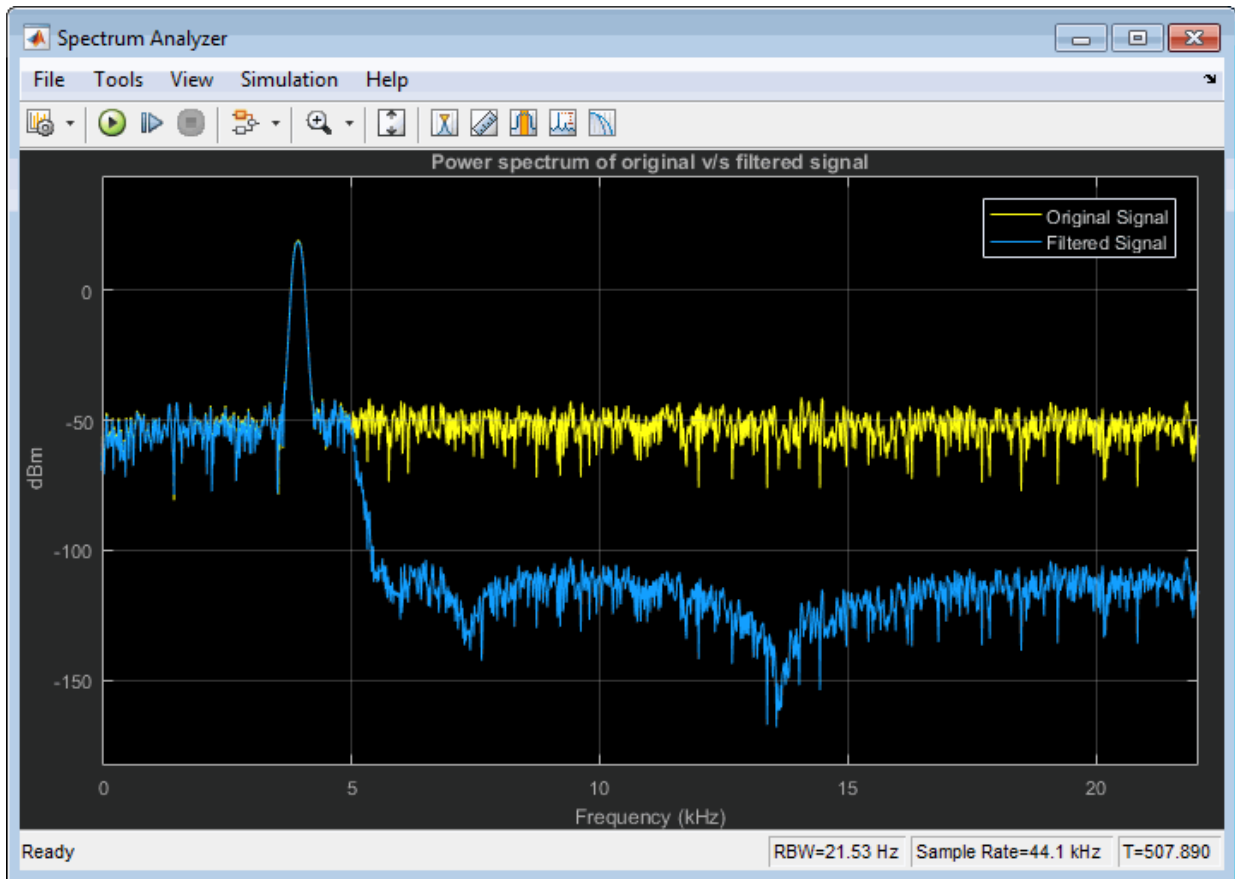 Spectrum Analyzer
File Tools View Simulation Help
Power spectrum of original v/s filtered signal
Original Signal
Filtered Signal
0
-50
-100
-150
dBm
0 5 10 15 20
Frequency (kHz)
Ready RBW=21.53 Hz Sample Rate=44.1 kHz T=507.890